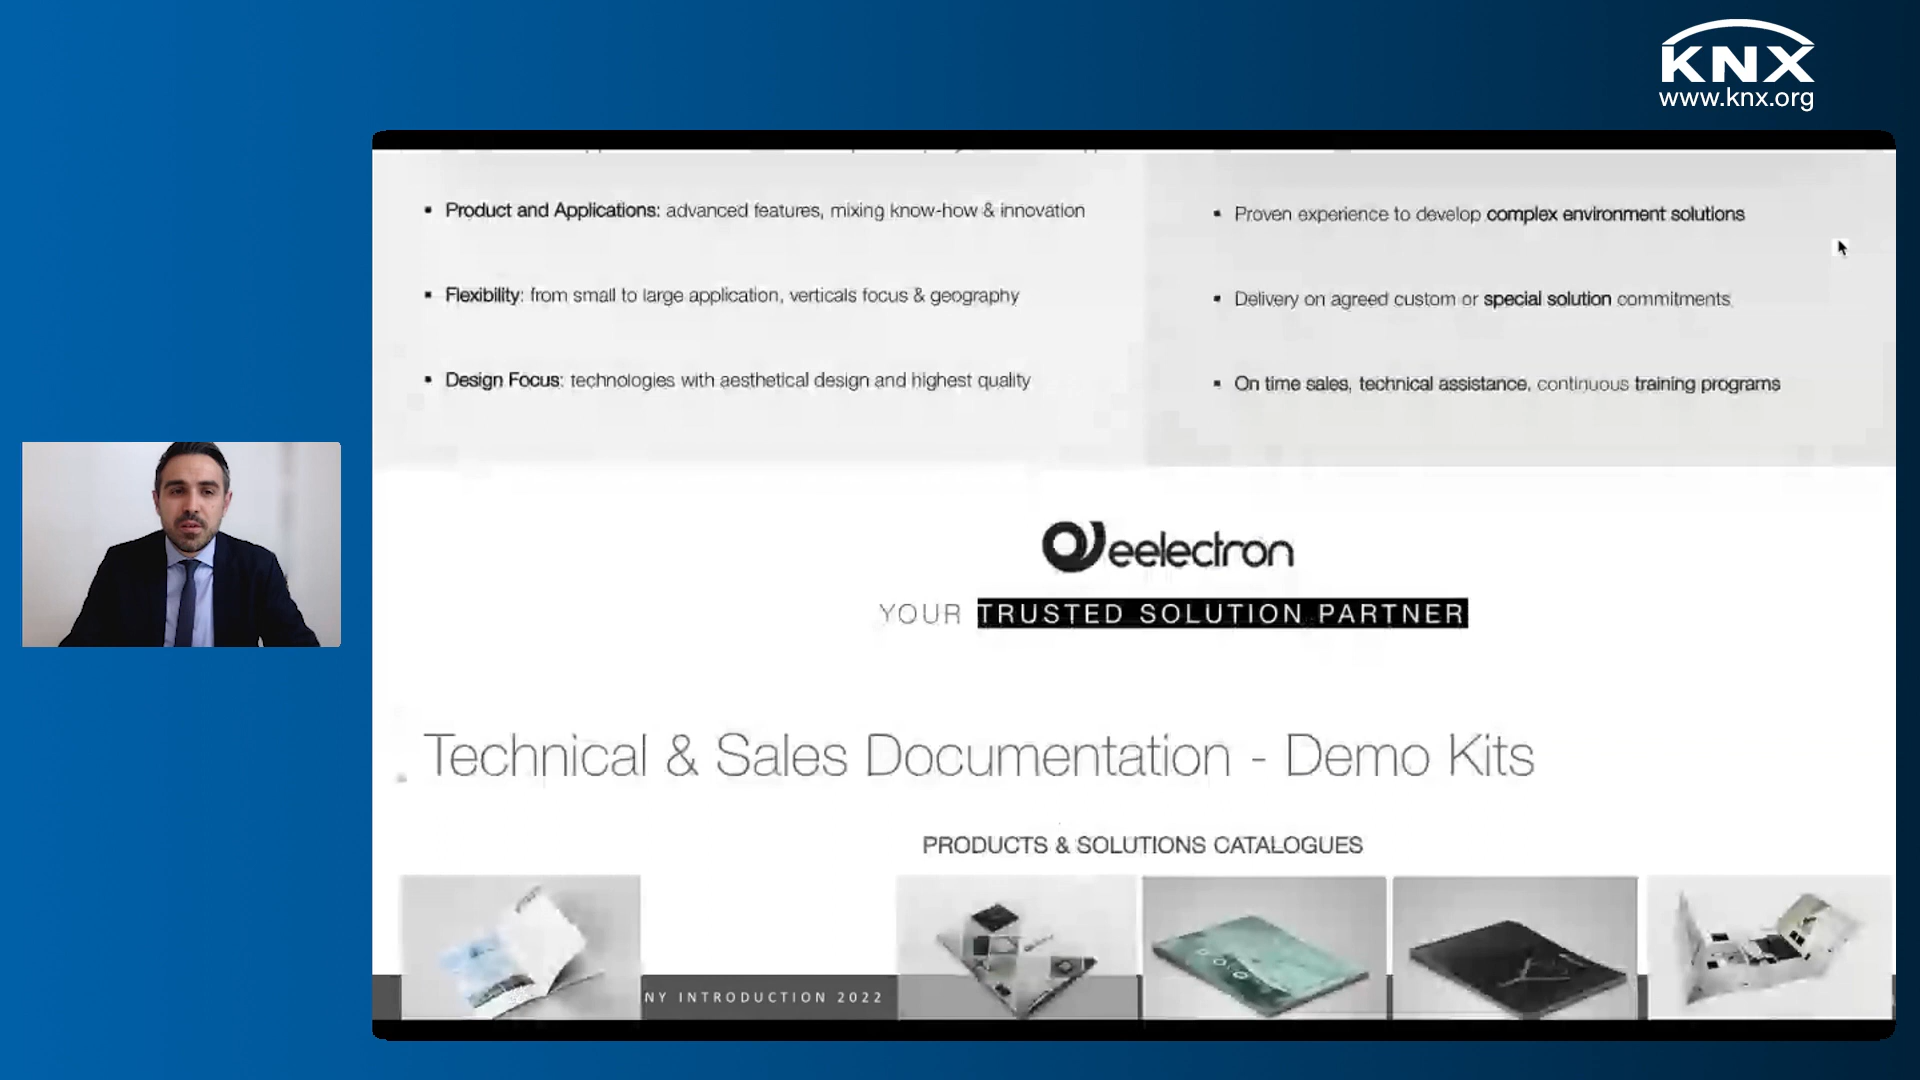 KNX
www.knx.org
▪ Product and Applications: advanced features, mixing know-how & innovation
▪ Flexibility: from small to large application, verticals focus & geography
▪ Design Focus: technologies with aesthetical design and highest quality
▪ Proven experience to develop complex environment solutions
▪ Delivery on agreed custom or special solution commitments
▪ On time sales, technical assistance, continuous training programs
eelectron
YOUR TRUSTED SOLUTION PARTNER
Technical & Sales Documentation - Demo Kits
PRODUCTS & SOLUTIONS CATALOGUES
NY INTRODUCTION 2022